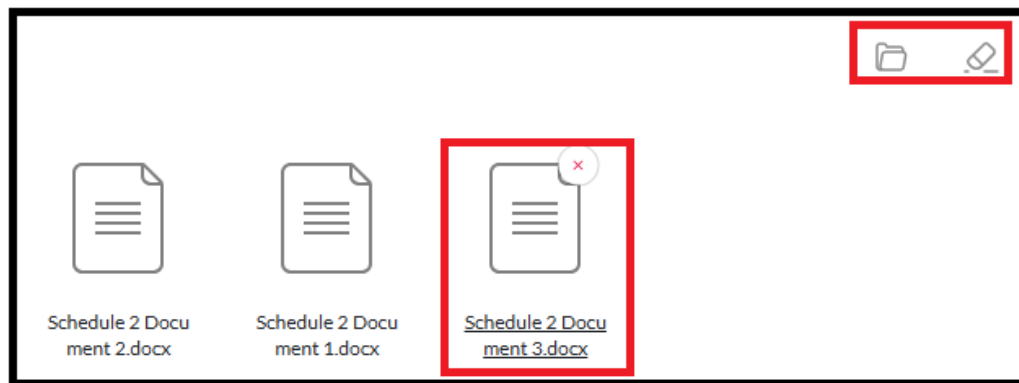 Schedule 2 Docu
ment 2.docx
Schedule 2 Docu
ment 1.docx
Schedule 2 Docu
ment 3.docx